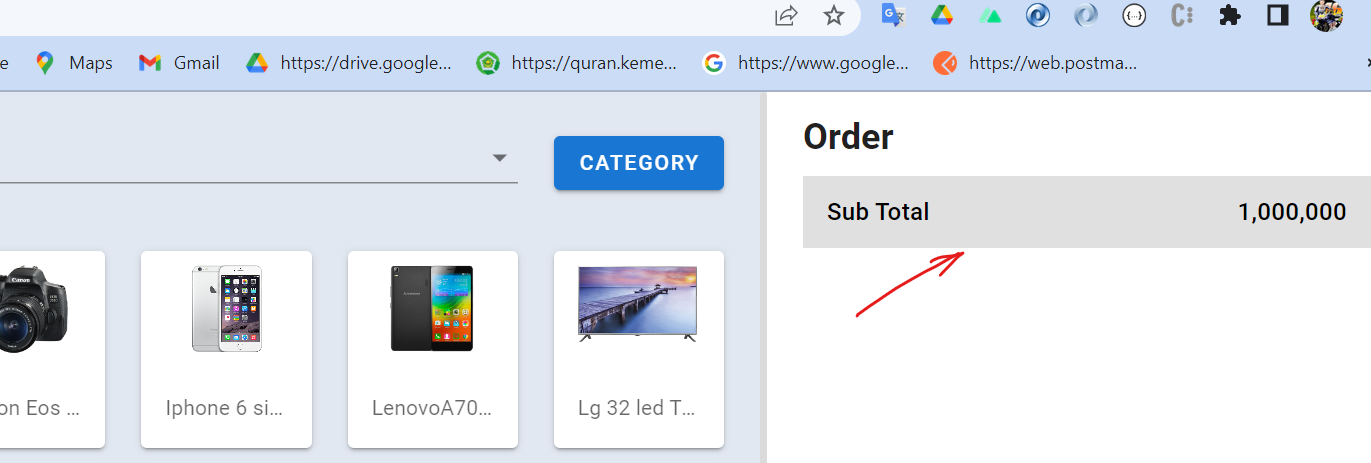 e Maps Gmail https://drive.google... https://quran.keme... https://www.google... https://web.postma...
Order
CATEGORY
Sub Total 1,000,000
Canon
on Eos ... Iphone 6 si... LenovoA70... Lg 32 led T...